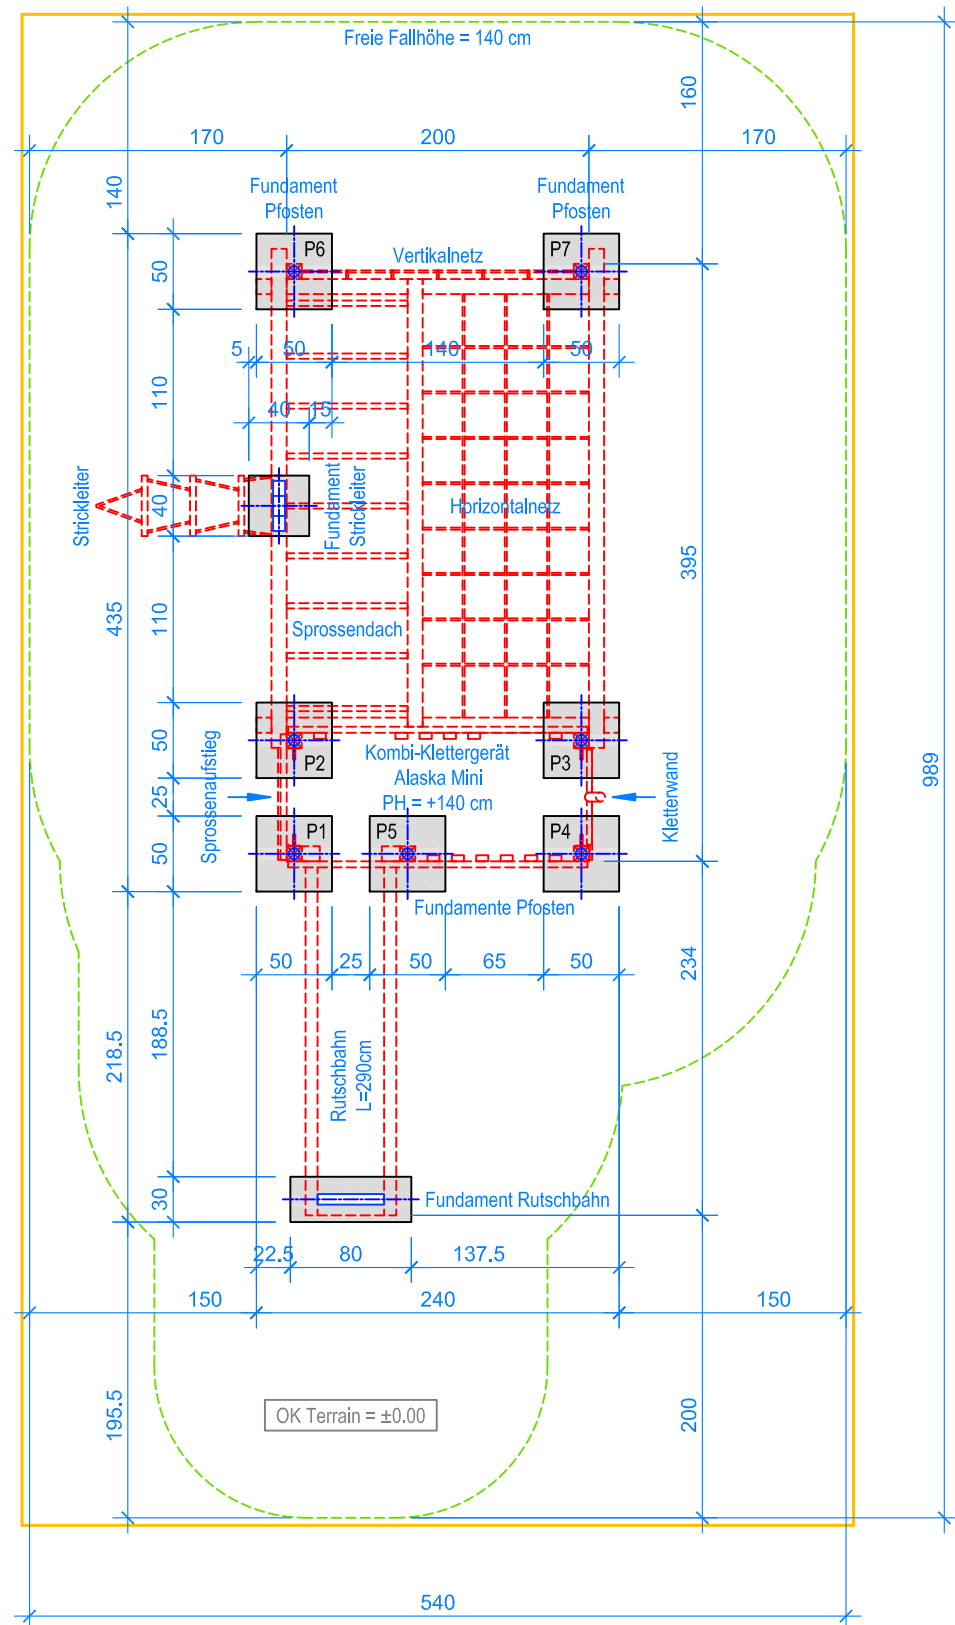 Freie Fallhöhe = 140 cm
160
170
200
170
140
Fundament
Pfosten
Fundament
Pfosten
P6
P7
Vertikalnetz
50
5
50
140
50
110
40
15
Strickleiter
40
Fundament
Strickleiter
Horizontalnetz
395
435
110
Sprossendach
50
Sprossenaufstieg
P2
Kombi-Klettergerät
Alaska Mini
PH = +140 cm
P3
Kletterwand
989
25
50
P1
P5
P4
Fundamente Pfosten
50
25
50
65
50
234
218.5
188.5
Rutschbahn
L=290cm
30
Fundament Rutschbahn
22.5
80
137.5
150
240
150
195.5
OK Terrain = ±0.00
200
540